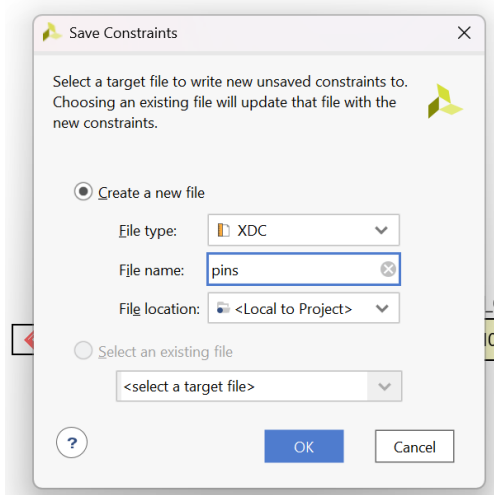 Save Constraints
Select a target file to write new unsaved constraints to.
Choosing an existing file will update that file with the
new constraints.
Create a new file
File type: XDC
File name: pins
File location: <Local to Project>
Select an existing file
<select a target file>
?
OK Cancel